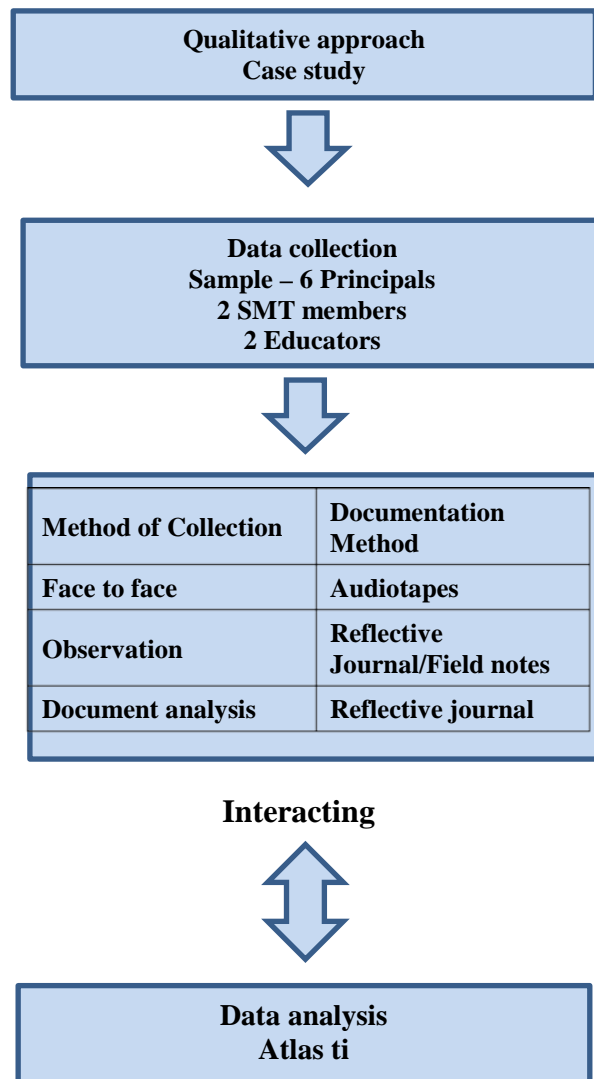 Qualitative approach
Case study
Data collection
Sample – 6 Principals
2 SMT members
2 Educators
Method of Collection
Documentation
Method
Face to face
Audiotapes
Observation
Reflective
Journal/Field notes
Document analysis
Reflective journal
Interacting
Data analysis
Atlas ti